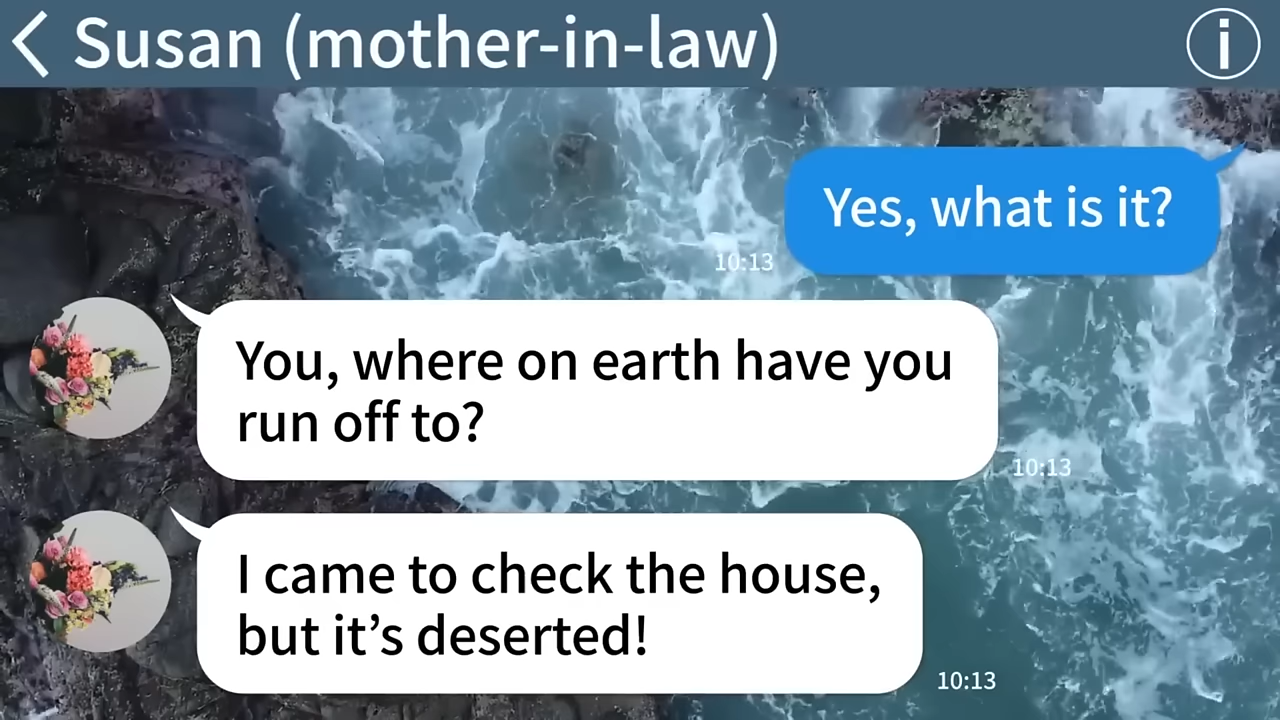 Susan (mother-in-law)
i
Yes, what is it?
10:13
You, where on earth have you
run off to?
10:13
I came to check the house,
but it’s deserted!
10:13